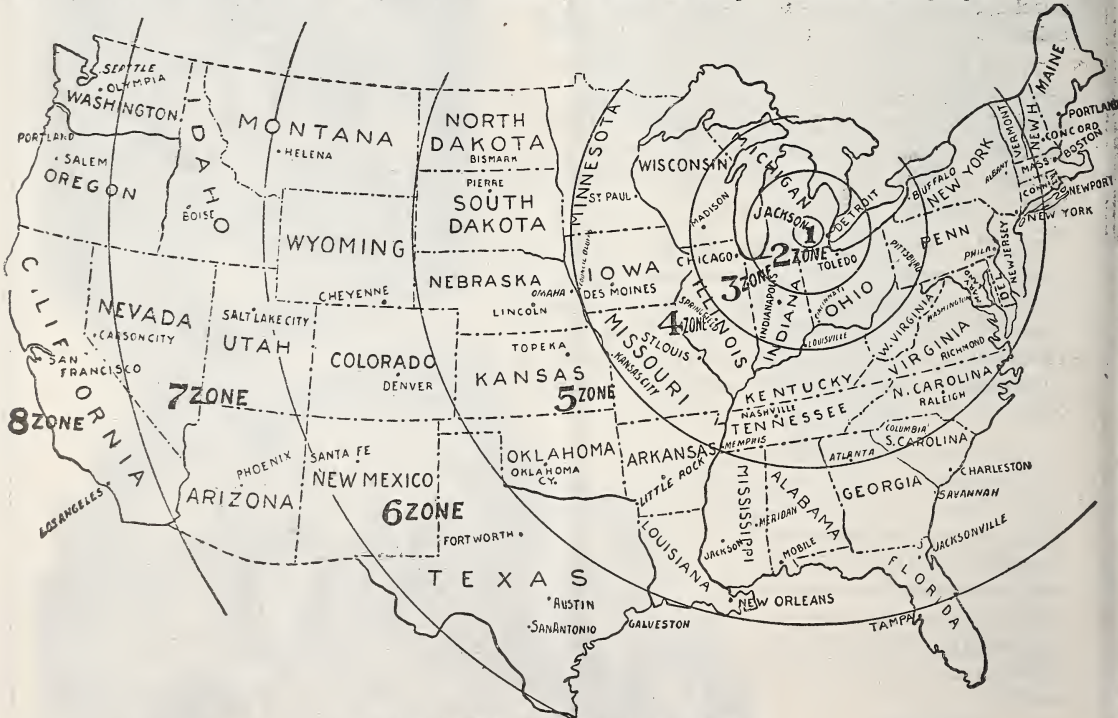 SEATTLE
OLYMPIA
WASHINGTON
PORTLAND
SALEM
OREGON
IDAHO
BOISE
MONTANA
HELENA
WYOMING
CHEYENNE
NORTH
DAKOTA
BISMARK
PIERRE
SOUTH
DAKOTA
NEBRASKA
OMAHA
LINCOLN
MINNESOTA
ST. PAUL
WISCONSIN
MADISON
MICHIGAN
JACKSON
DETROIT
1
2 ZONE
TOLEDO
3 ZONE
CHICAGO
IOWA
COUNCIL BLUFFS
DES MOINES
ILLINOIS
SPRINGFIELD
4 ZONE
INDIANAPOLIS
INDIANA
CINCINNATI
OHIO
LOUISVILLE
BUFFALO
NEW YORK
ALBANY
VERMONT
NEW H.
MAINE
PORTLAND
CONCORD
BOSTON
MASS
CONN
NEWPORT
NEW YORK
PENN
PITTSBURG
PHILA.
NEW JERSEY
DEL
WASHINGTON
W. VIRGINIA
VIRGINIA
RICHMOND
CALIFORNIA
NEVADA
CARSON CITY
SAN
FRANCISCO
SALT LAKE CITY
UTAH
COLORADO
DENVER
TOPEKA
KANSAS
5 ZONE
MISSOURI
ST. LOUIS
KANSAS CITY
KENTUCKY
NASHVILLE
TENNESSEE
MEMPHIS
N. CAROLINA
RALEIGH
COLUMBIA
S. CAROLINA
CHARLESTON
8 ZONE
7 ZONE
LOS ANGELES
PHOENIX
ARIZONA
SANTA FE
NEW MEXICO
6 ZONE
OKLAHOMA
OKLAHOMA
CY.
ARKANSAS
LITTLE ROCK
MISSISSIPPI
JACKSON
MERIDAN
ALABAMA
MOBILE
ATLANTA
GEORGIA
SAVANNAH
JACKSONVILLE
FLORIDA
TAMPA
FORT WORTH
TEXAS
AUSTIN
SAN ANTONIO
GALVESTON
LOUISIANA
NEW ORLEANS